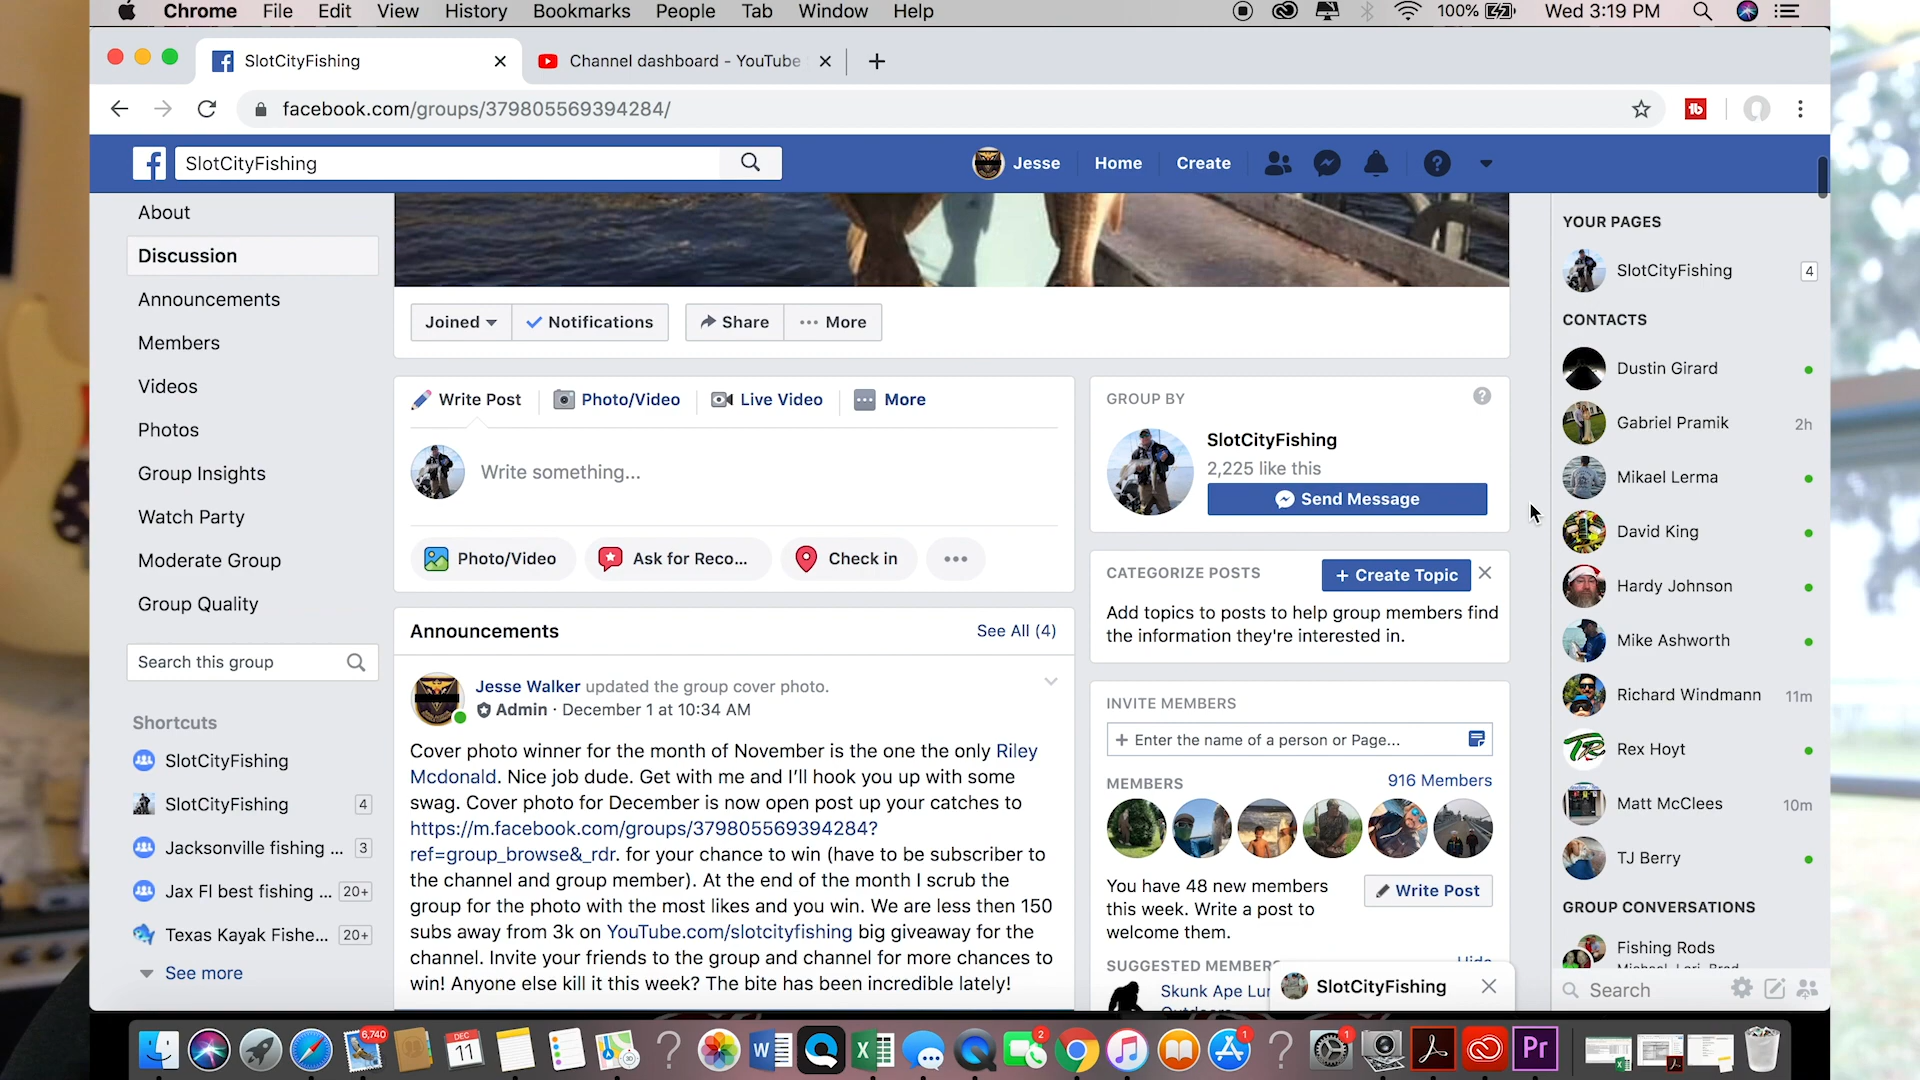 Chrome File Edit View History Bookmarks People Tab Window Help
100% Wed 3:19 PM
SlotCityFishing
Channel dashboard - YouTube
facebook.com/groups/379805569394284/
SlotCityFishing
Jesse Home Create
About
Discussion
Announcements
Members
Videos
Photos
Group Insights
Watch Party
Moderate Group
Group Quality
Search this group
Shortcuts
SlotCityFishing
SlotCityFishing 4
Jacksonville fishing ... 3
Jax Fl best fishing ... 20+
Texas Kayak Fishe... 20+
See more
Joined Notifications Share More
Write Post Photo/Video Live Video More
Write something...
Photo/Video Ask for Reco... Check in
Announcements See All (4)
Jesse Walker updated the group cover photo.
Admin · December 1 at 10:34 AM
Cover photo winner for the month of November is the one the only Riley
Mcdonald. Nice job dude. Get with me and I’ll hook you up with some
swag. Cover photo for December is now open post up your catches to
https://m.facebook.com/groups/379805569394284?
ref=group_browse&_rdr. for your chance to win (have to be subscriber to
the channel and group member). At the end of the month I scrub the
group for the photo with the most likes and you win. We are less then 150
subs away from 3k on YouTube.com/slotcityfishing big giveaway for the
channel. Invite your friends to the group and channel for more chances to
win! Anyone else kill it this week? The bite has been incredible lately!
GROUP BY
SlotCityFishing
2,225 like this
Send Message
CATEGORIZE POSTS + Create Topic
Add topics to posts to help group members find
the information they're interested in.
INVITE MEMBERS
+ Enter the name of a person or Page...
MEMBERS 916 Members
You have 48 new members
this week. Write a post to
welcome them.
Write Post
SUGGESTED MEMBERS Hide
Skunk Ape Lur
SlotCityFishing
YOUR PAGES
SlotCityFishing 4
CONTACTS
Dustin Girard
Gabriel Pramik 2h
Mikael Lerma
David King
Hardy Johnson
Mike Ashworth
Richard Windmann 11m
Rex Hoyt
Matt McClees 10m
TJ Berry
GROUP CONVERSATIONS
Fishing Rods
Search
6,740
DEC
11
2
1
1
Pr